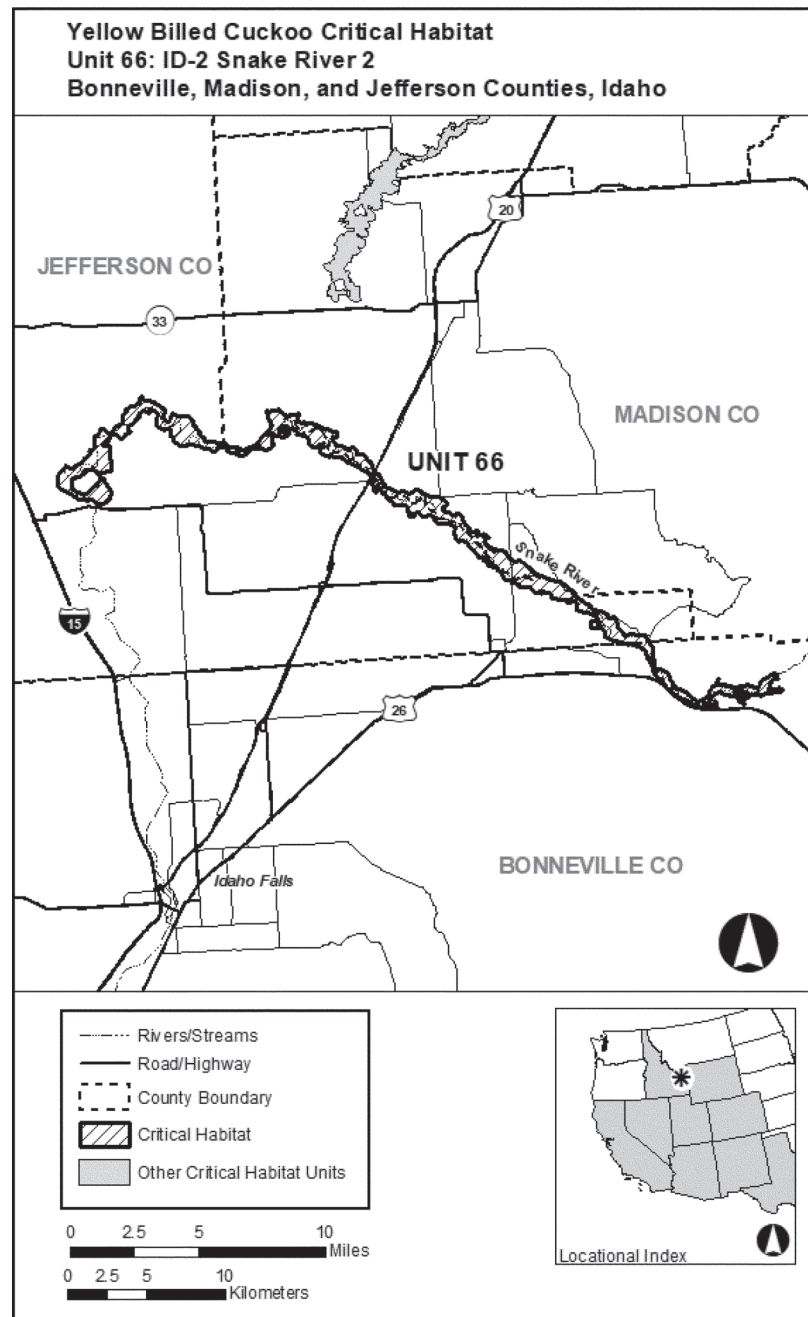 Yellow Billed Cuckoo Critical Habitat
Unit 66: ID-2 Snake River 2
Bonneville, Madison, and Jefferson Counties, Idaho
20
JEFFERSON CO
33
MADISON CO
UNIT 66
Snake River
15
26
BONNEVILLE CO
Idaho Falls
Rivers/Streams
Road/Highway
County Boundary
Critical Habitat
Other Critical Habitat Units
0 2.5 5 10
Miles
0 2.5 5 10
Kilometers
Locational Index